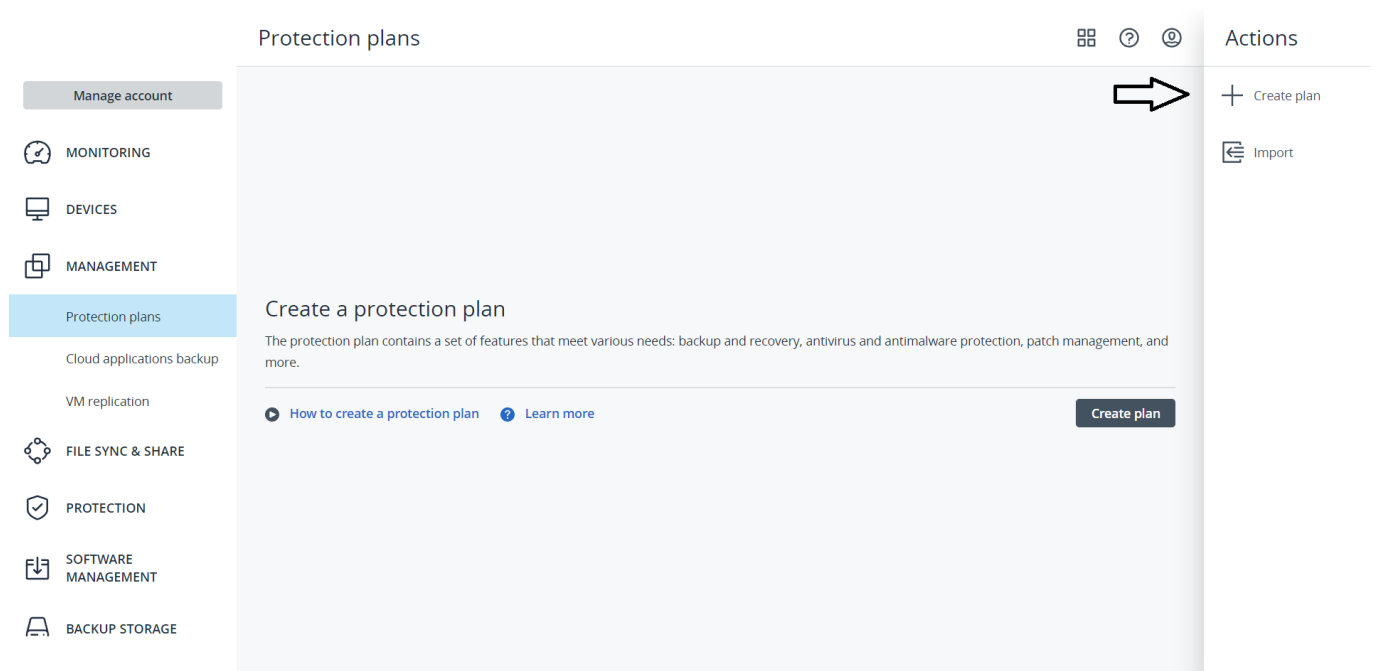 Protection plans
Actions
Manage account
MONITORING
DEVICES
MANAGEMENT
Protection plans
Cloud applications backup
VM replication
FILE SYNC & SHARE
PROTECTION
SOFTWARE
MANAGEMENT
BACKUP STORAGE
Create a protection plan
The protection plan contains a set of features that meet various needs: backup and recovery, antivirus and antimalware protection, patch management, and
more.
How to create a protection plan
? Learn more
Create plan
Create plan
Import